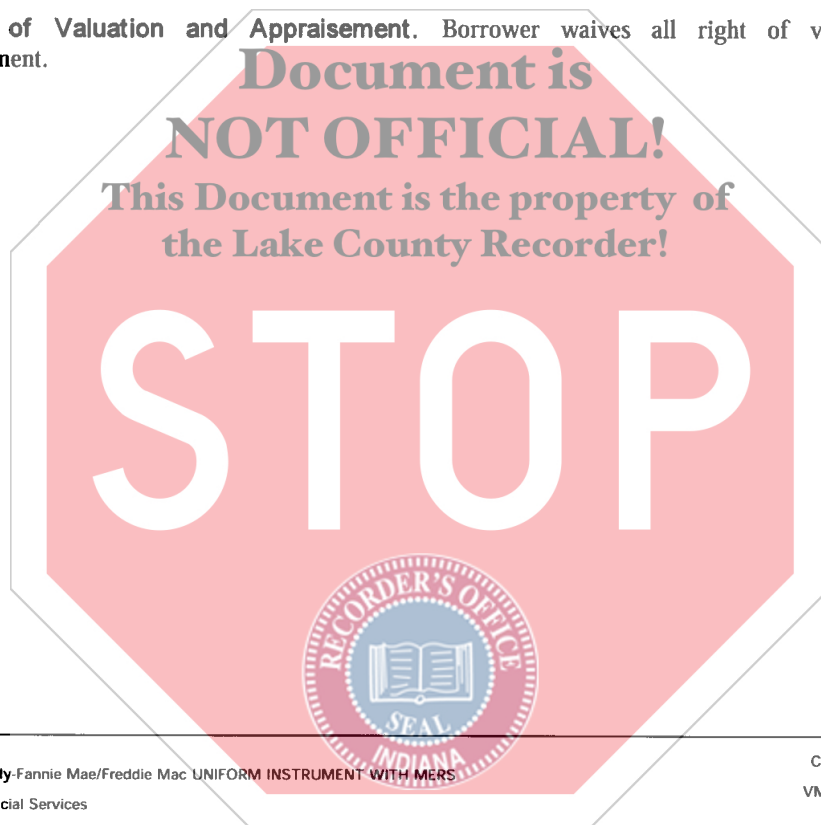 of Valuation and Appraisement. Borrower waives all right of v
nent.
Document is
NOT OFFICIAL!
This Document is the property of
the Lake County Recorder!
STOP
RECORDER'S OFFICE
SEAL
INDIANA
ly-Fannie Mae/Freddie Mac UNIFORM INSTRUMENT WITH MERS
cial Services
C
VM